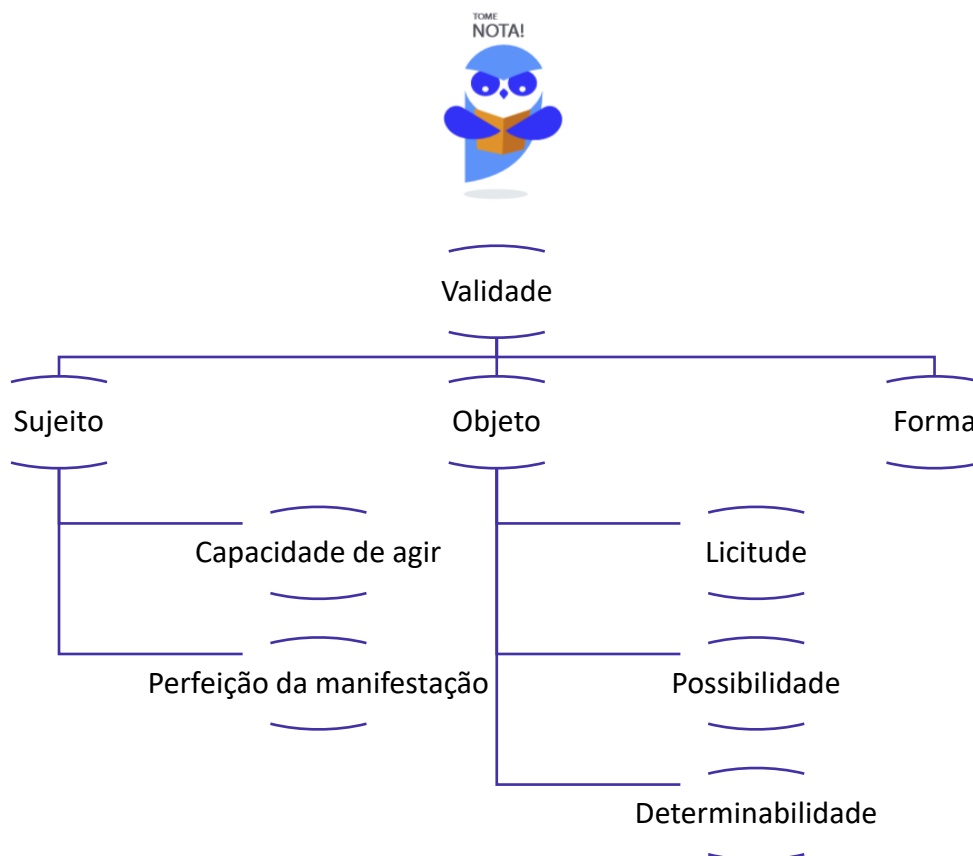 TOME
NOTA!
Validade
Sujeito
Objeto
Forma
Capacidade de agir
Licitude
Perfeição da manifestação
Possibilidade
Determinabilidade